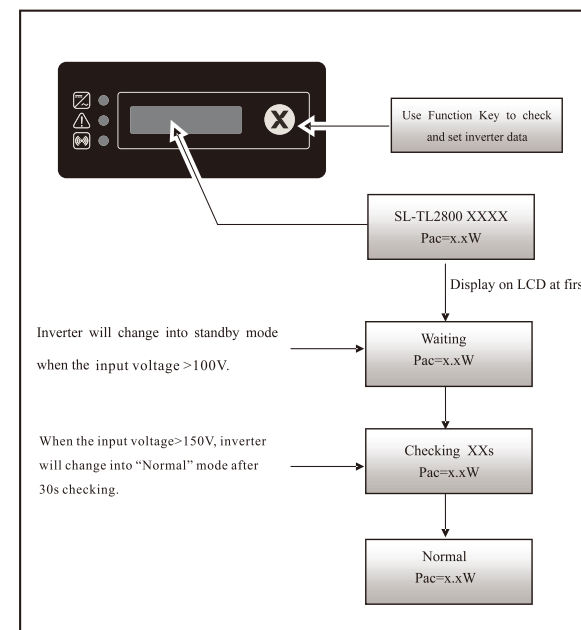 Use Function Key to check
and set inverter data
SL-TL2800 XXXX
Pac=x.xW
Display on LCD at firs
Inverter will change into standby mode
when the input voltage >100V.
Waiting
Pac=x.xW
When the input voltage>150V, inverter
will change into “Normal” mode after
30s checking.
Checking XXs
Pac=x.xW
Normal
Pac=x.xW